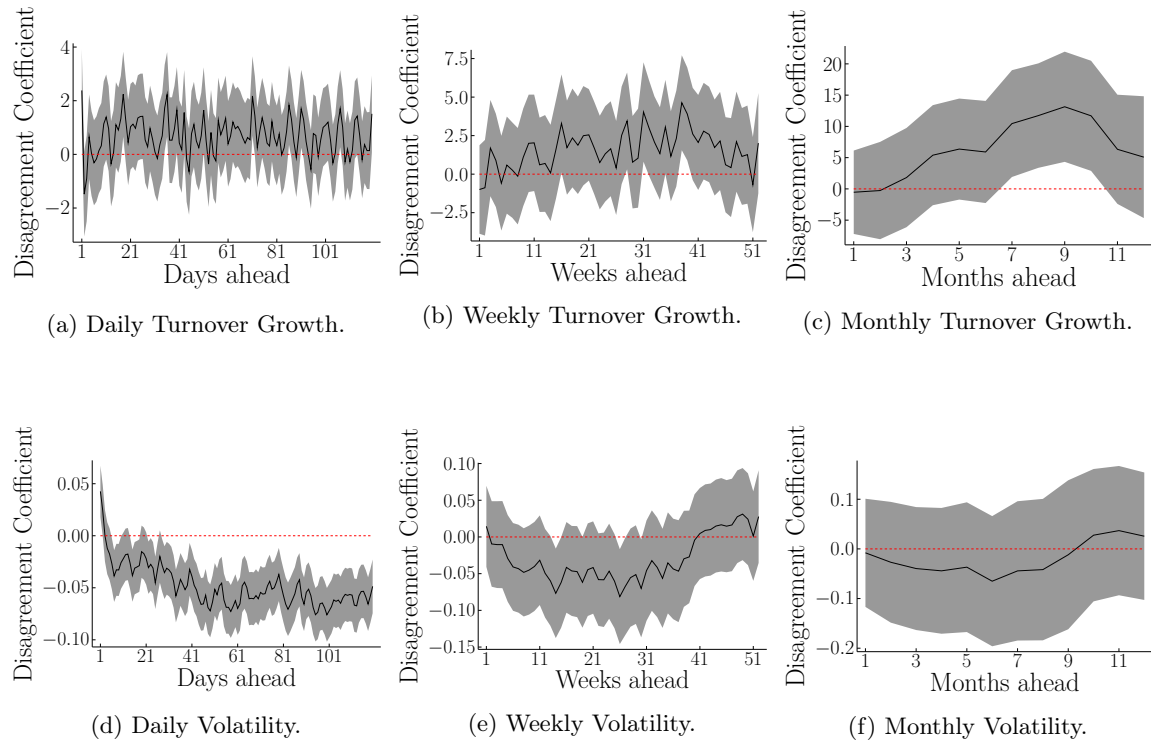 Disagreement Coefficient
4
2
0
−2
1 21 41 61 81 101
Days ahead
(a) Daily Turnover Growth.
Disagreement Coefficient
7.5
5.0
2.5
0.0
−2.5
1 11 21 31 41 51
Weeks ahead
(b) Weekly Turnover Growth.
Disagreement Coefficient
20
15
10
5
0
−5
1 3 5 7 9 11
Months ahead
(c) Monthly Turnover Growth.
Disagreement Coefficient
0.05
0.00
−0.05
−0.10
1 21 41 61 81 101
Days ahead
(d) Daily Volatility.
Disagreement Coefficient
0.10
0.05
0.00
−0.05
−0.10
−0.15
1 11 21 31 41 51
Weeks ahead
(e) Weekly Volatility.
Disagreement Coefficient
0.1
0.0
−0.1
−0.2
1 3 5 7 9 11
Months ahead
(f) Monthly Volatility.